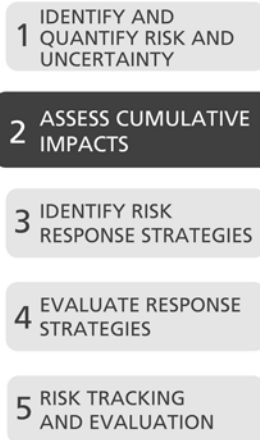 1 IDENTIFY AND
QUANTIFY RISK AND
UNCERTAINTY
2 ASSESS CUMULATIVE
IMPACTS
3 IDENTIFY RISK
RESPONSE STRATEGIES
4 EVALUATE RESPONSE
STRATEGIES
5 RISK TRACKING
AND EVALUATION